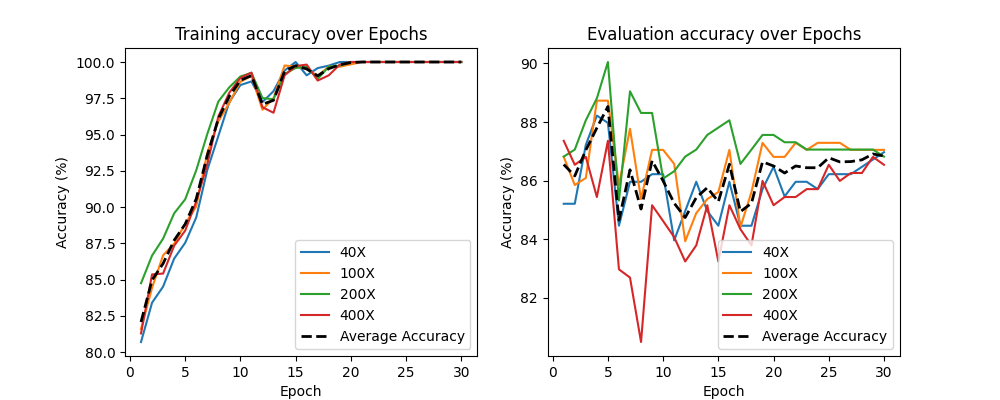 Training accuracy over Epochs
Accuracy (%)
100.0
97.5
95.0
92.5
90.0
87.5
85.0
82.5
80.0
0 5 10 15 20 25 30
Epoch
40X
100X
200X
400X
Average Accuracy
Evaluation accuracy over Epochs
Accuracy (%)
90
88
86
84
82
0 5 10 15 20 25 30
Epoch
40X
100X
200X
400X
Average Accuracy